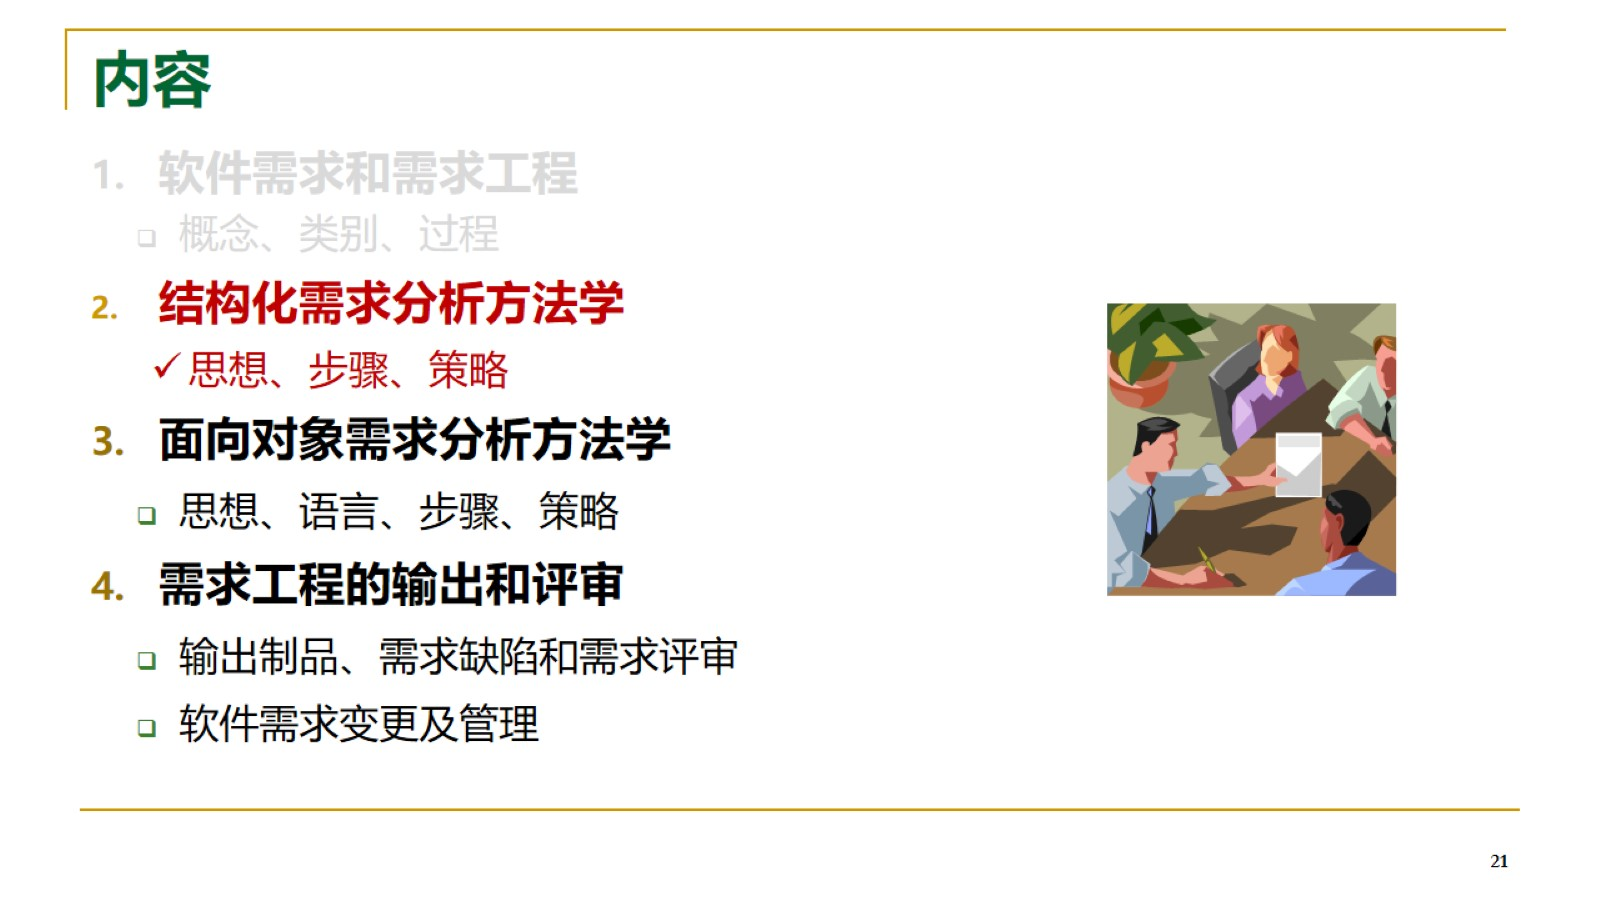 内容
1. 软件需求和需求工程
❑ 概念、类别、过程
2. 结构化需求分析方法学
✓ 思想、步骤、策略
3. 面向对象需求分析方法学
❑ 思想、语言、步骤、策略
4. 需求工程的输出和评审
❑ 输出制品、需求缺陷和需求评审
❑ 软件需求变更及管理
21